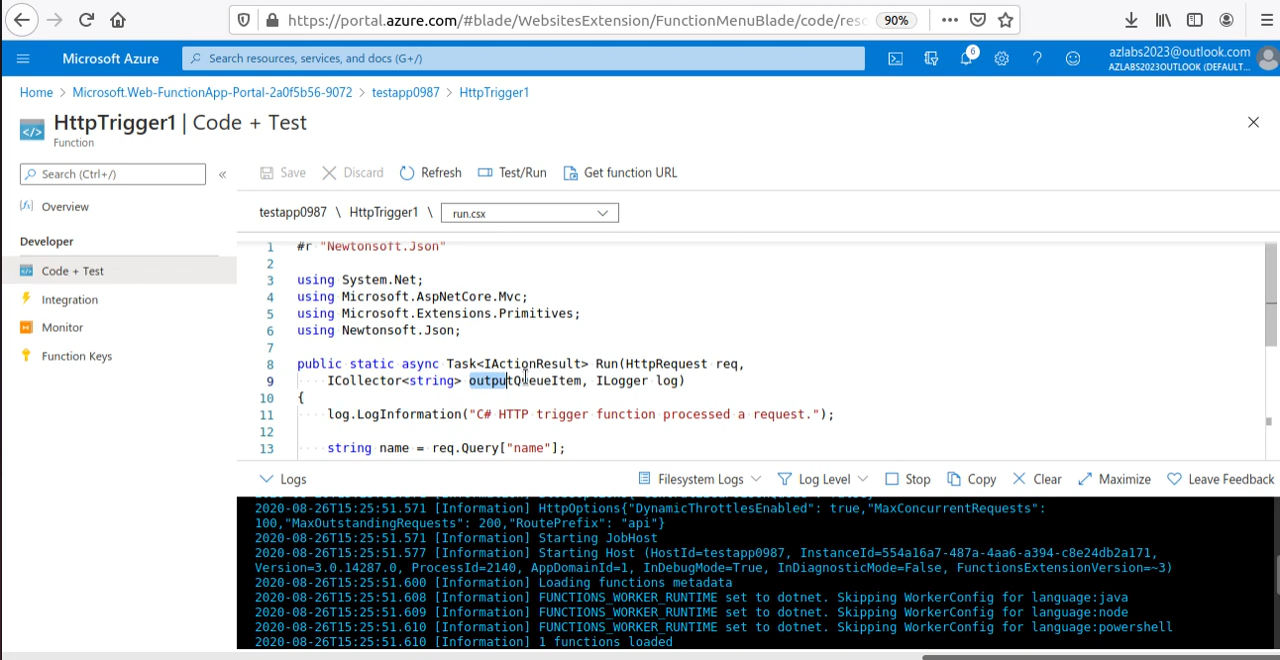 https://portal.azure.com/#blade/WebsitesExtension/FunctionMenuBlade/code/resc
90%
Microsoft Azure
Search resources, services, and docs (G+/)
6
azlabs2023@outlook.com
AZLABS2023OUTLOOK (DEFAULT...
Home > Microsoft.Web-FunctionApp-Portal-2a0f5b56-9072 > testapp0987 > HttpTrigger1
HttpTrigger1 | Code + Test
Function
Search (Ctrl+/)
«
Save
Discard
Refresh
Test/Run
Get function URL
Overview
Developer
Code + Test
Integration
Monitor
Function Keys
testapp0987 \ HttpTrigger1 \ run.csx
1 #r "Newtonsoft.Json"
2
3 using System.Net;
4 using Microsoft.AspNetCore.Mvc;
5 using Microsoft.Extensions.Primitives;
6 using Newtonsoft.Json;
7
8 public static async Task<IActionResult> Run(HttpRequest req,
9 ICollector<string> outputQueueItem, ILogger log)
10 {
11 log.LogInformation("C# HTTP trigger function processed a request.");
12
13 string name = req.Query["name"];
Logs
Filesystem Logs
Log Level
Stop
Copy
Clear
Maximize
Leave Feedback
2020-08-26T15:25:51.571 [Information] HttpOptions{"DynamicThrottlesEnabled": true,"MaxConcurrentRequests":
100,"MaxOutstandingRequests": 200,"RoutePrefix": "api"}
2020-08-26T15:25:51.571 [Information] Starting JobHost
2020-08-26T15:25:51.577 [Information] Starting Host (HostId=testapp0987, InstanceId=554a16a7-487a-4aa6-a394-c8e24db2a171,
Version=3.0.14287.0, ProcessId=2140, AppDomainId=1, InDebugMode=True, InDiagnosticMode=False, FunctionsExtensionVersion=~3)
2020-08-26T15:25:51.600 [Information] Loading functions metadata
2020-08-26T15:25:51.608 [Information] FUNCTIONS_WORKER_RUNTIME set to dotnet. Skipping WorkerConfig for language:java
2020-08-26T15:25:51.609 [Information] FUNCTIONS_WORKER_RUNTIME set to dotnet. Skipping WorkerConfig for language:node
2020-08-26T15:25:51.610 [Information] FUNCTIONS_WORKER_RUNTIME set to dotnet. Skipping WorkerConfig for language:powershell
2020-08-26T15:25:51.610 [Information] 1 functions loaded